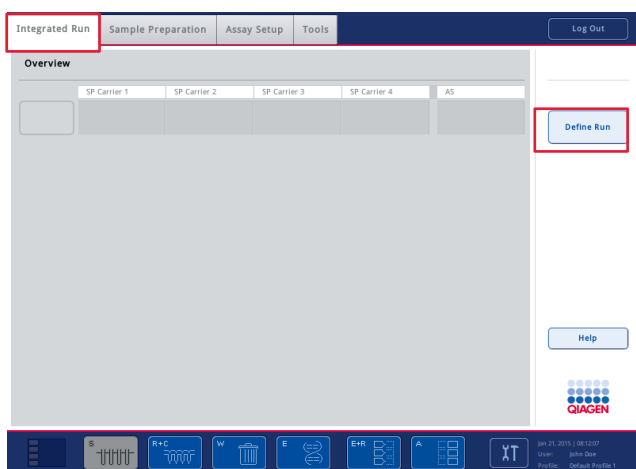 Integrated Run Sample Preparation Assay Setup Tools Log Out
Overview
SP Carrier 1 SP Carrier 2 SP Carrier 3 SP Carrier 4 AS
Define Run
Help
QIAGEN
S R+C W E E+R A
Jan 21, 2015 | 08:12:07
User: John Doe
Profile: Default Profile 1